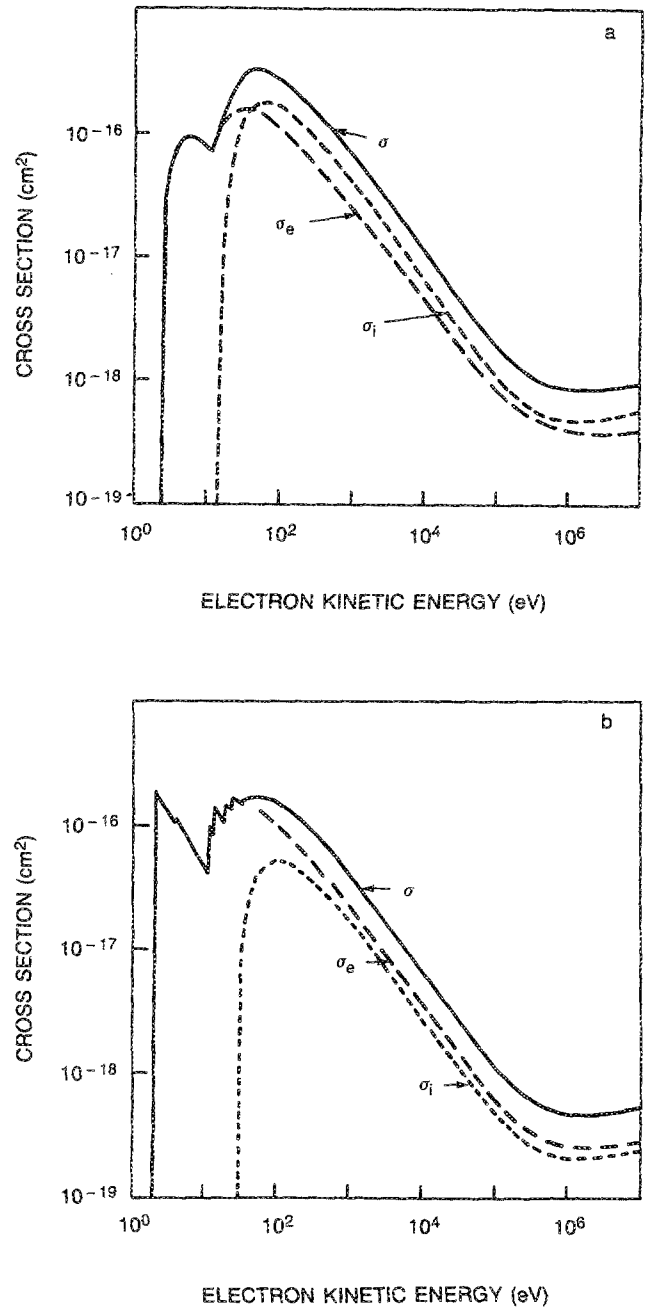 a
10⁻¹⁶
10⁻¹⁷
10⁻¹⁸
10⁻¹⁹
CROSS SECTION (cm²)
σ
σₑ
σᵢ
10⁰
10²
10⁴
10⁶
ELECTRON KINETIC ENERGY (eV)
b
10⁻¹⁶
10⁻¹⁷
10⁻¹⁸
10⁻¹⁹
CROSS SECTION (cm²)
σ
σₑ
σᵢ
10⁰
10²
10⁴
10⁶
ELECTRON KINETIC ENERGY (eV)